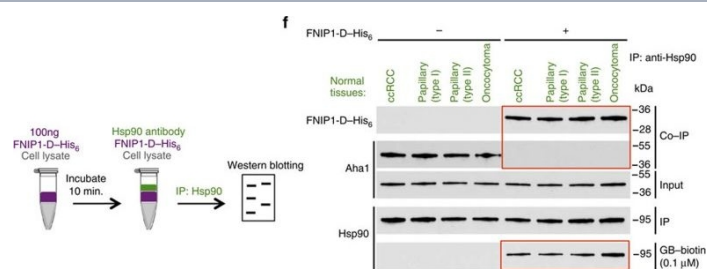 f
FNIP1-D–His6
–
+
IP: anti-Hsp90
Normal
tissues:
ccRCC
Papillary
(type I)
Papillary
(type II)
Oncocytoma
ccRCC
Papillary
(type I)
Papillary
(type II)
Oncocytoma
kDa
FNIP1-D–His6
–36
–28
Co–IP
Aha1
–55
–36
–55
–36
Input
Hsp90
–95
IP
–95
GB–biotin
(0.1 μM)
100ng
FNIP1-D–His6
Cell lysate
Incubate
10 min.
Hsp90 antibody
FNIP1-D–His6
Cell lysate
IP: Hsp90
Western blotting